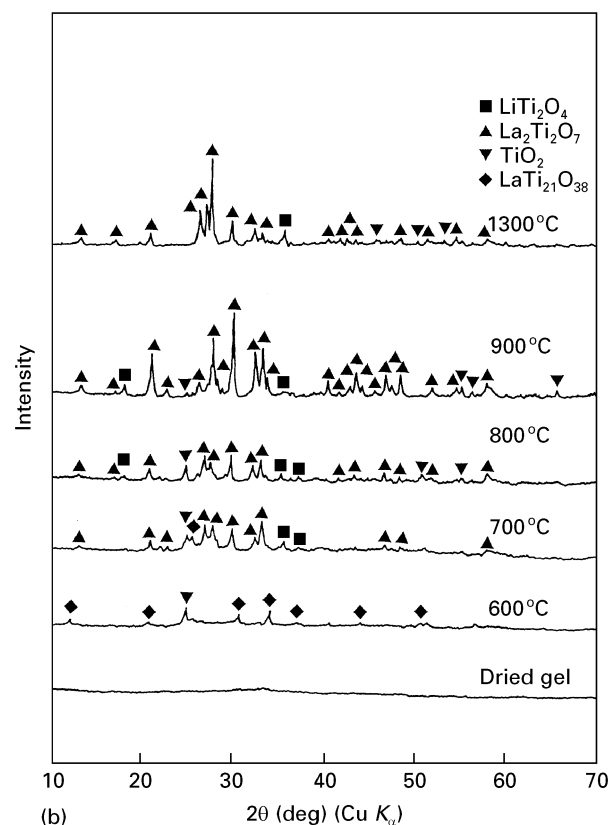 LiTi₂O₄
La₂Ti₂O₇
TiO₂
LaTi₂₁O₃₈
1300 °C
900 °C
800 °C
700 °C
600 °C
Dried gel
Intensity
10 20 30 40 50 60 70
(b) 2θ (deg) (Cu Kα)